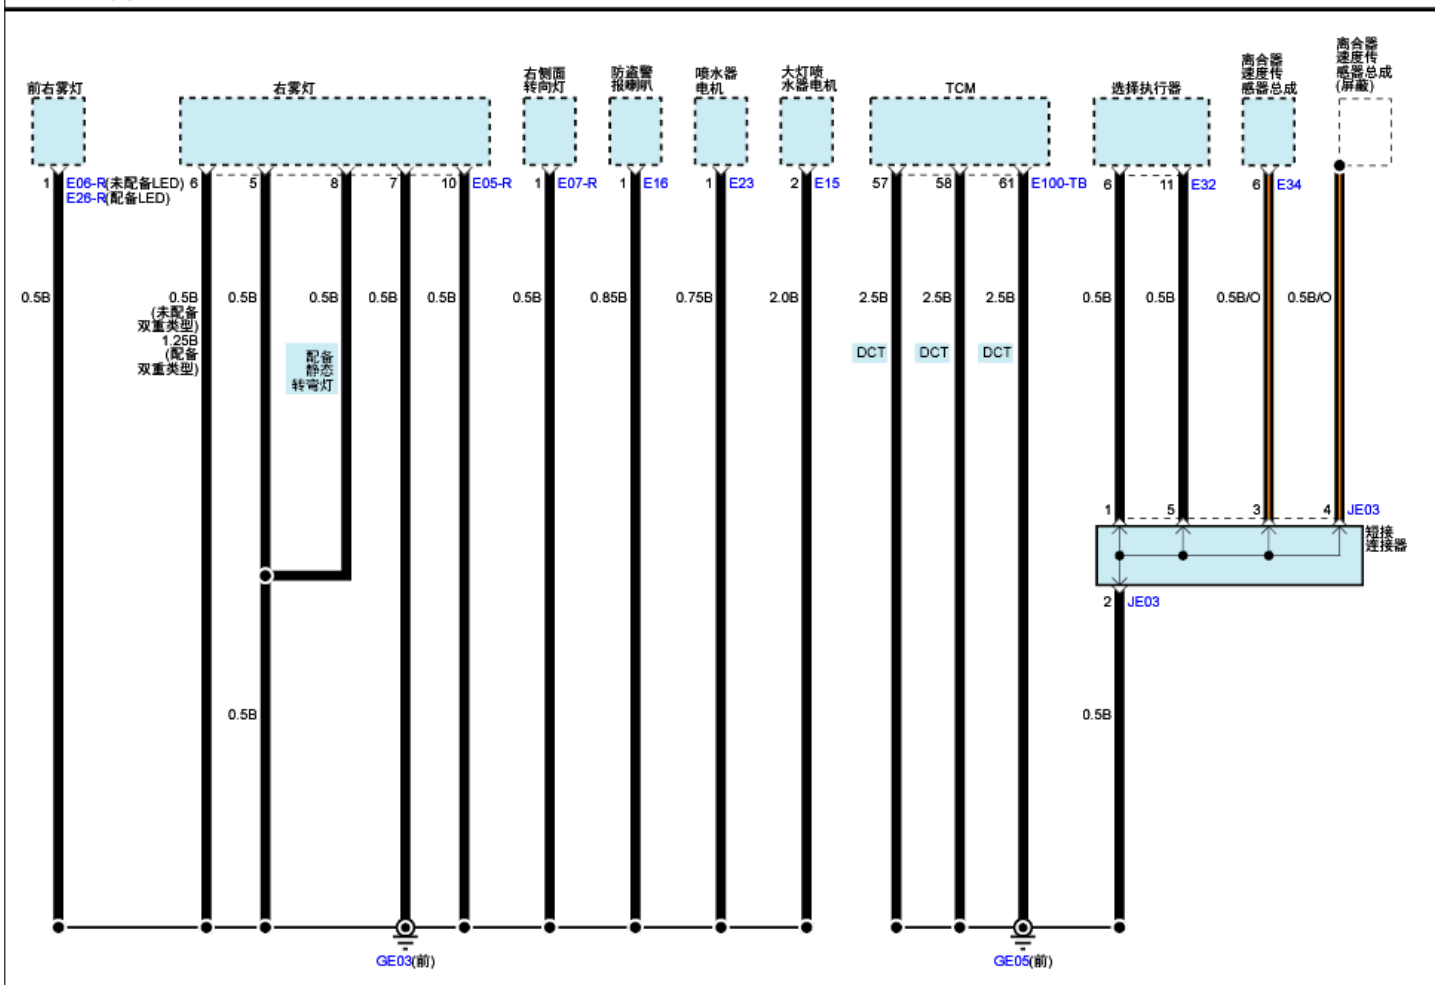 前右雾灯
右雾灯
右侧面
转向灯
防盗警
报喇叭
喷水器
电机
大灯喷
水器电机
TCM
选择执行器
离合器
速度传
感器总成
离合器
速度传
感器总成
(屏蔽)
1 E06-R(未配备LED) 6 5 8 7 10 E05-R 1 E07-R 1 E16 1 E23 2 E15 57 58 61 E100-TB 6 11 E32 6 E34
E26-R(配备LED)
0.5B 0.5B 0.5B 0.5B 0.5B 0.5B 0.5B 0.85B 0.75B 2.0B 2.5B 2.5B 2.5B 0.5B 0.5B 0.5B/O 0.5B/O
(未配备
双重类型)
1.25B
(配备
双重类型)
配备
静态
转弯灯
DCT DCT DCT
1 5 3 4 JE03
短接
连接器
2 JE03
0.5B 0.5B
GE03(前) GE05(前)